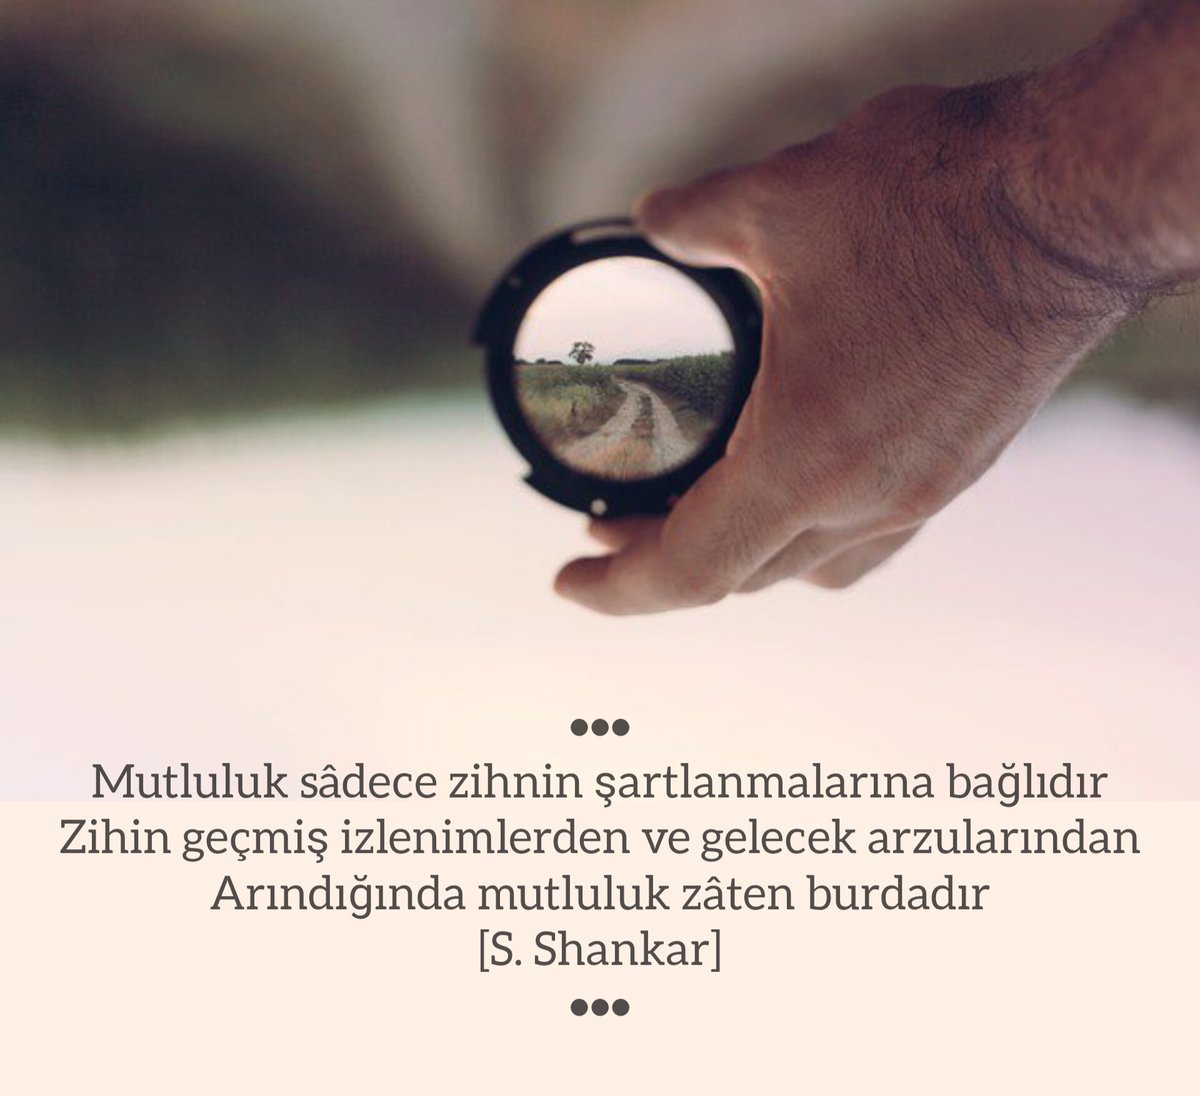 •••
Mutluluk sâdece zihnin şartlanmalarına bağlıdır
Zihin geçmiş izlenimlerden ve gelecek arzularından
Arındığında mutluluk zâten burdadır
[S. Shankar]
•••